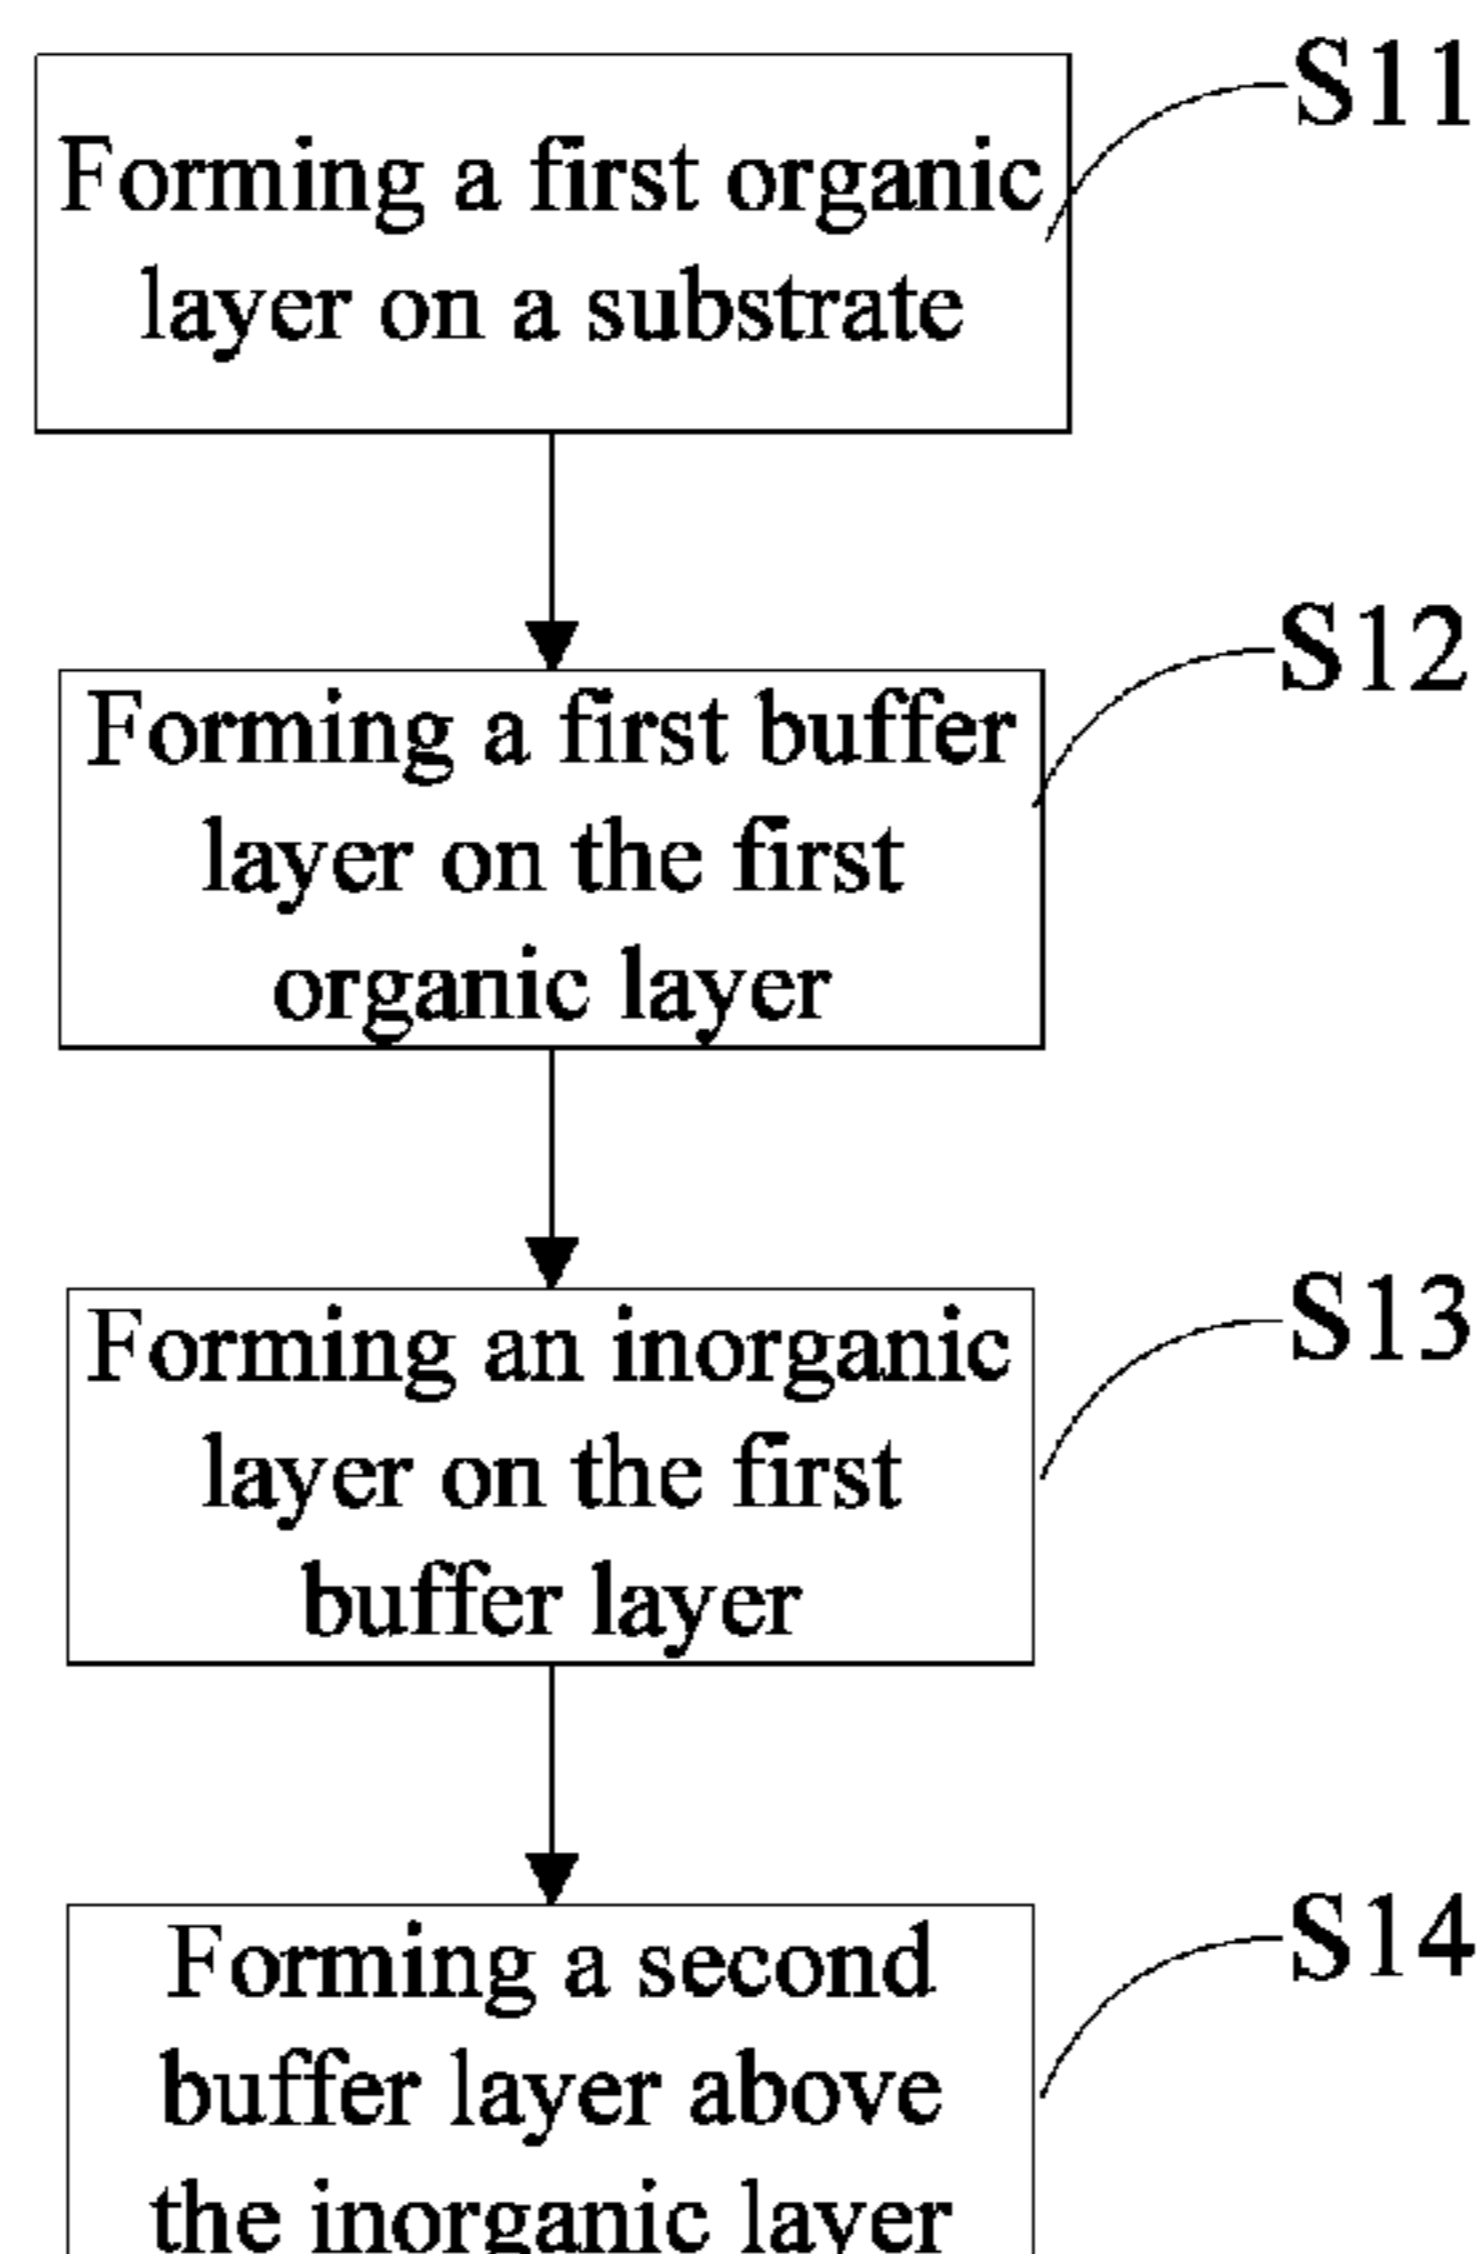 S11
Forming a first organic
layer on a substrate
S12
Forming a first buffer
layer on the first
organic layer
S13
Forming an inorganic
layer on the first
buffer layer
S14
Forming a second
buffer layer above
the inorganic layer